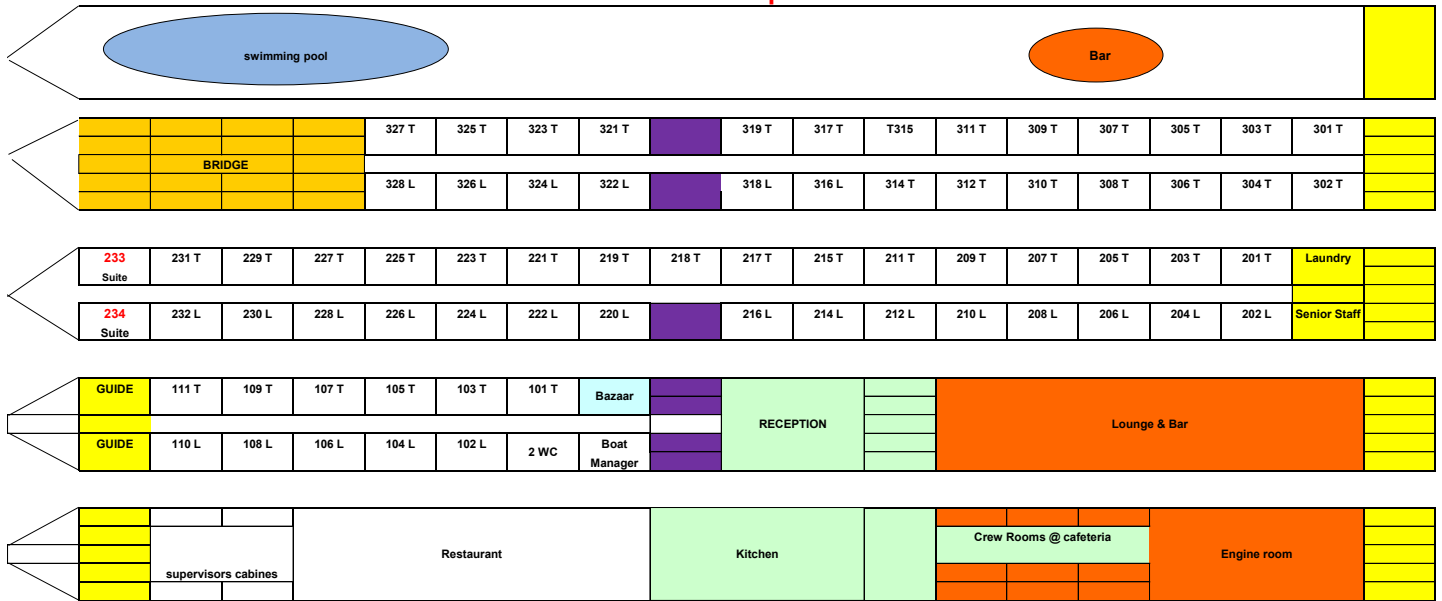 swimming pool
Bar
327 T 325 T 323 T 321 T 319 T 317 T T315 311 T 309 T 307 T 305 T 303 T 301 T
BRIDGE
328 L 326 L 324 L 322 L 318 L 316 L 314 T 312 T 310 T 308 T 306 T 304 T 302 T
233 231 T 229 T 227 T 225 T 223 T 221 T 219 T 218 T 217 T 215 T 211 T 209 T 207 T 205 T 203 T 201 T Laundry
Suite
234 232 L 230 L 228 L 226 L 224 L 222 L 220 L 216 L 214 L 212 L 210 L 208 L 206 L 204 L 202 L Senior Staff
Suite
GUIDE 111 T 109 T 107 T 105 T 103 T 101 T Bazaar
RECEPTION
Lounge & Bar
GUIDE 110 L 108 L 106 L 104 L 102 L 2 WC Boat
Manager
supervisors cabines
Restaurant
Kitchen
Crew Rooms @ cafeteria
Engine room